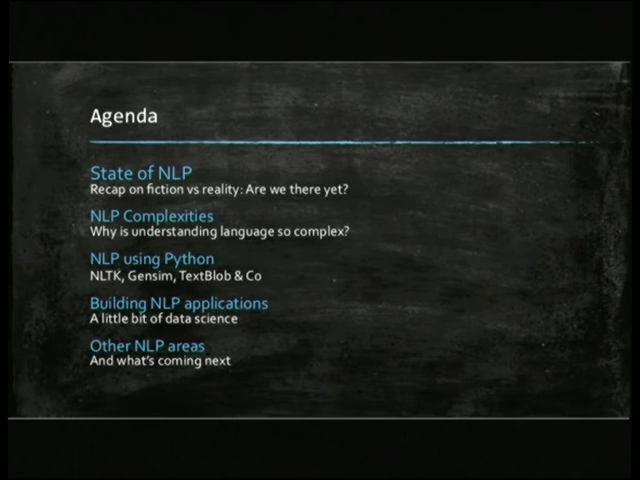 Agenda
State of NLP
Recap on fiction vs reality: Are we there yet?
NLP Complexities
Why is understanding language so complex?
NLP using Python
NLTK, Gensim, TextBlob & Co
Building NLP applications
A little bit of data science
Other NLP areas
And what's coming next